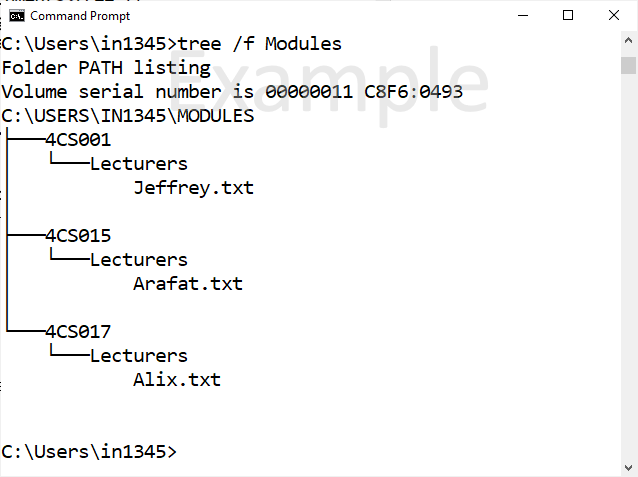 Command Prompt
C:\Users\in1345>tree /f Modules
Folder PATH listing
Volume serial number is 00000011 C8F6:0493
C:\USERS\IN1345\MODULES
├───4CS001
│   └───Lecturers
│           Jeffrey.txt
│
├───4CS015
│   └───Lecturers
│           Arafat.txt
│
└───4CS017
    └───Lecturers
            Alix.txt
C:\Users\in1345>
Example